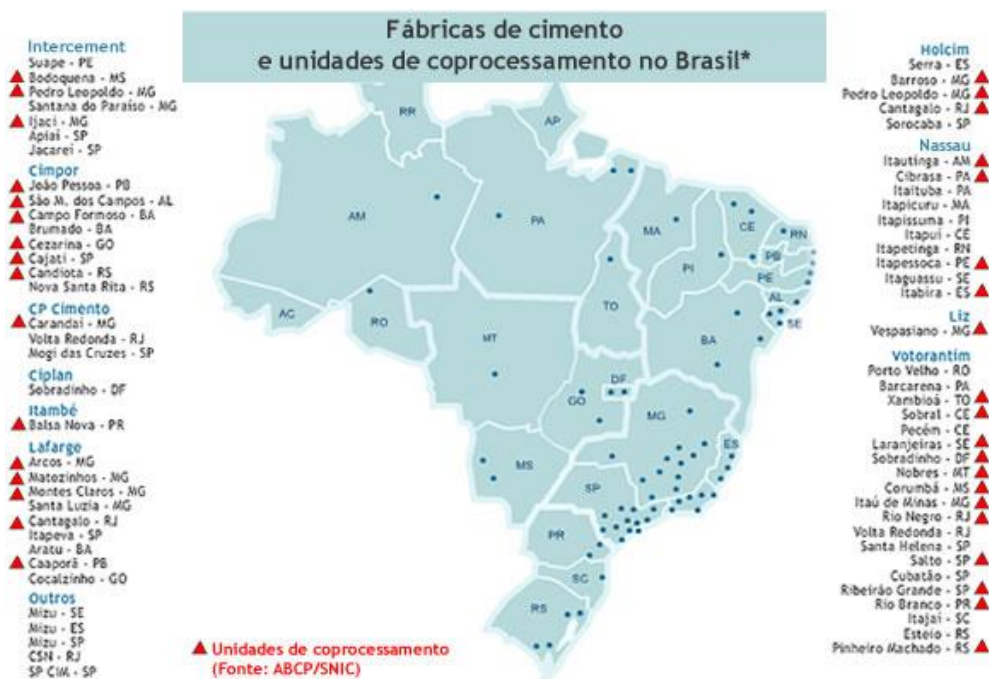 Fábricas de cimento
e unidades de coprocessamento no Brasil*
Intercement
Suape - PE
Bodoquena - MS
Pedro Leopoldo - MG
Santana do Paraíso - MG
Ijaci - MG
Apiaí - SP
Jacareí - SP
Cimpor
João Pessoa - PB
São M. dos Campos - AL
Campo Formoso - BA
Brumado - BA
Cezarina - GO
Cajati - SP
Candiota - RS
Nova Santa Rita - RS
CP Cimento
Carandaí - MG
Volta Redonda - RJ
Mogi das Cruzes - SP
Ciplan
Sobradinho - DF
Itambé
Balsa Nova - PR
Lafarge
Arcos - MG
Matozinhos - MG
Montes Claros - MG
Santa Luzia - MG
Cantagalo - RJ
Itapeva - SP
Aratu - BA
Caaporã - PB
Cocalzinho - GO
Outros
Mizu - SE
Mizu - ES
Mizu - SP
CSN - RJ
SP CIM - SP
RR
AP
AM
PA
MA
CE
RN
PB
PI
PE
AL
SE
AC
RO
TO
MT
BA
DF
GO
MG
ES
MS
SP
PR
SC
RS
Unidades de coprocessamento
(Fonte: ABCP/SNIC)
Holcim
Serra - ES
Barroso - MG
Pedro Leopoldo - MG
Cantagalo - RJ
Sorocaba - SP
Nassau
Itautinga - AM
Cibrasa - PA
Itaituba - PA
Itapicuru - MA
Itapissuma - PI
Itapuí - CE
Itapetinga - RN
Itapessoca - PE
Itaguassu - SE
Itabira - ES
Liz
Vespasiano - MG
Votorantim
Porto Velho - RO
Barcarena - PA
Xambioá - TO
Sobral - CE
Pecém - CE
Laranjeiras - SE
Sobradinho - DF
Nobres - MT
Corumbá - MS
Itaú de Minas - MG
Rio Negro - RJ
Volta Redonda - RJ
Santa Helena - SP
Salto - SP
Cubatão - SP
Ribeirão Grande - SP
Rio Branco - PR
Itajaí - SC
Esteio - RS
Pinheiro Machado - RS